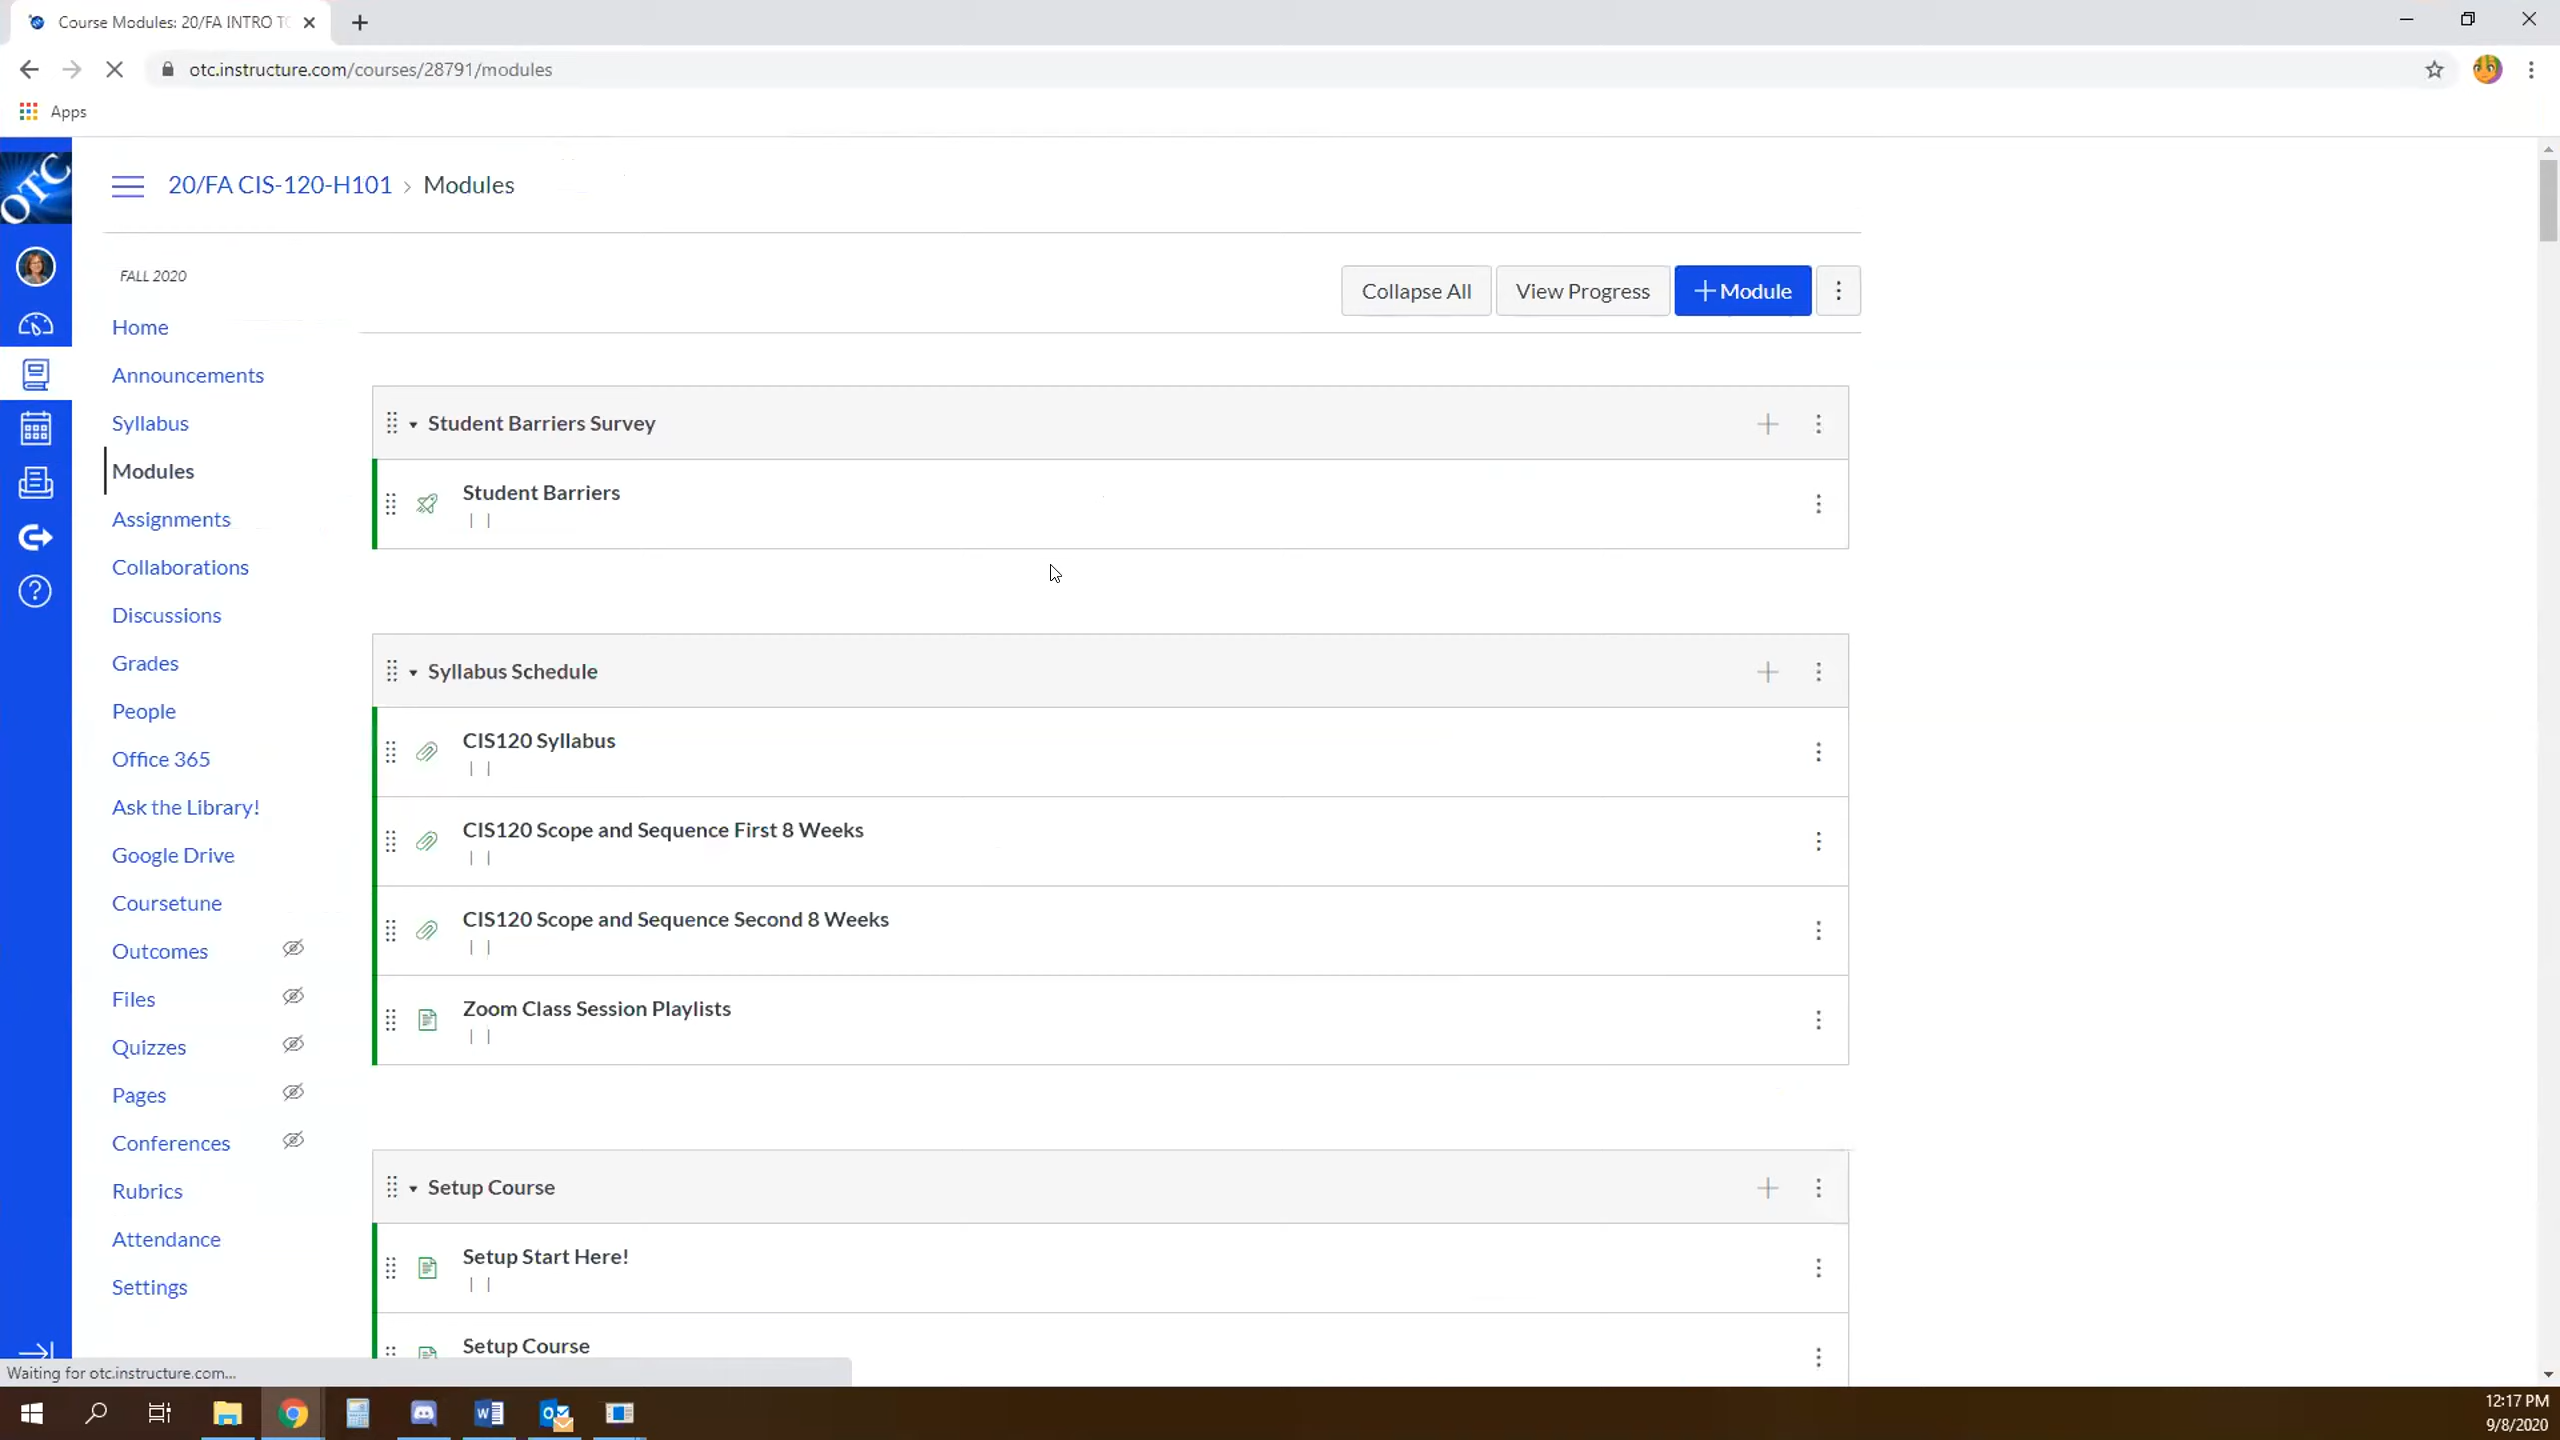 Course Modules: 20/FA INTRO TO
otc.instructure.com/courses/28791/modules
Apps
OTC
20/FA CIS-120-H101 > Modules
FALL 2020
Collapse All
View Progress
+ Module
Home
Announcements
Syllabus
Modules
Assignments
Collaborations
Discussions
Grades
People
Office 365
Ask the Library!
Google Drive
Coursetune
Outcomes
Files
Quizzes
Pages
Conferences
Rubrics
Attendance
Settings
Student Barriers Survey
Student Barriers
| |
Syllabus Schedule
CIS120 Syllabus
| |
CIS120 Scope and Sequence First 8 Weeks
| |
CIS120 Scope and Sequence Second 8 Weeks
| |
Zoom Class Session Playlists
| |
Setup Course
Setup Start Here!
| |
Setup Course
Waiting for otc.instructure.com...
12:17 PM
9/8/2020